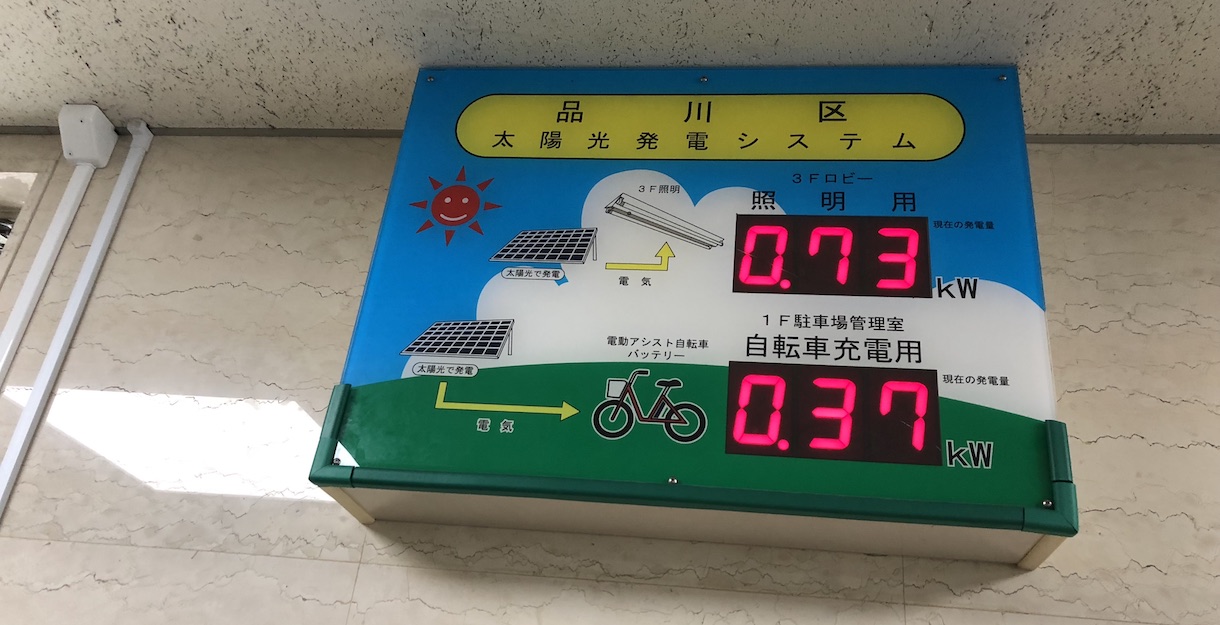 品川区
太陽光発電システム
3Fロビー
照明用
現在の発電量
0.73
kW
3F照明
太陽光で発電
電気
1F駐車場管理室
自転車充電用
現在の発電量
0.37
kW
電動アシスト自転車
バッテリー
太陽光で発電
電気